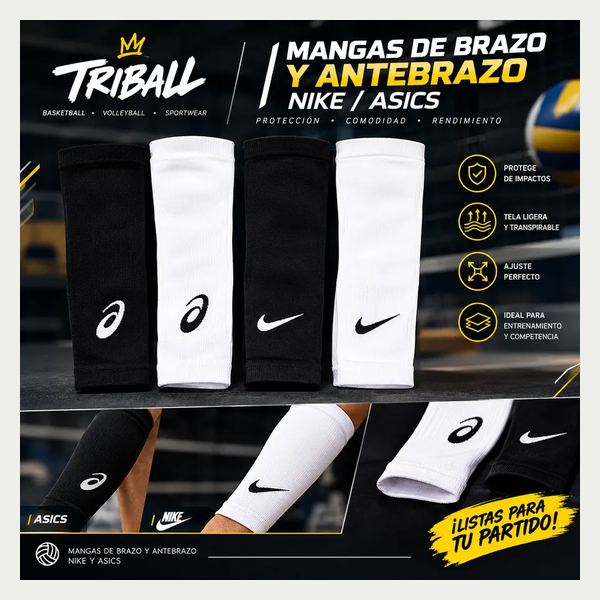 TRIBALL
BASKETBALL • VOLLEYBALL • SPORTWEAR
MANGAS DE BRAZO
Y ANTEBRAZO
NIKE / ASICS
PROTECCIÓN • COMODIDAD • RENDIMIENTO
PROTEGE
DE IMPACTOS
TELA LIGERA
Y TRANSPIRABLE
AJUSTE
PERFECTO
IDEAL PARA
ENTRENAMIENTO
Y COMPETENCIA
ASICS
NIKE
¡LISTAS PARA
TU PARTIDO!
MANGAS DE BRAZO Y ANTEBRAZO
NIKE Y ASICS